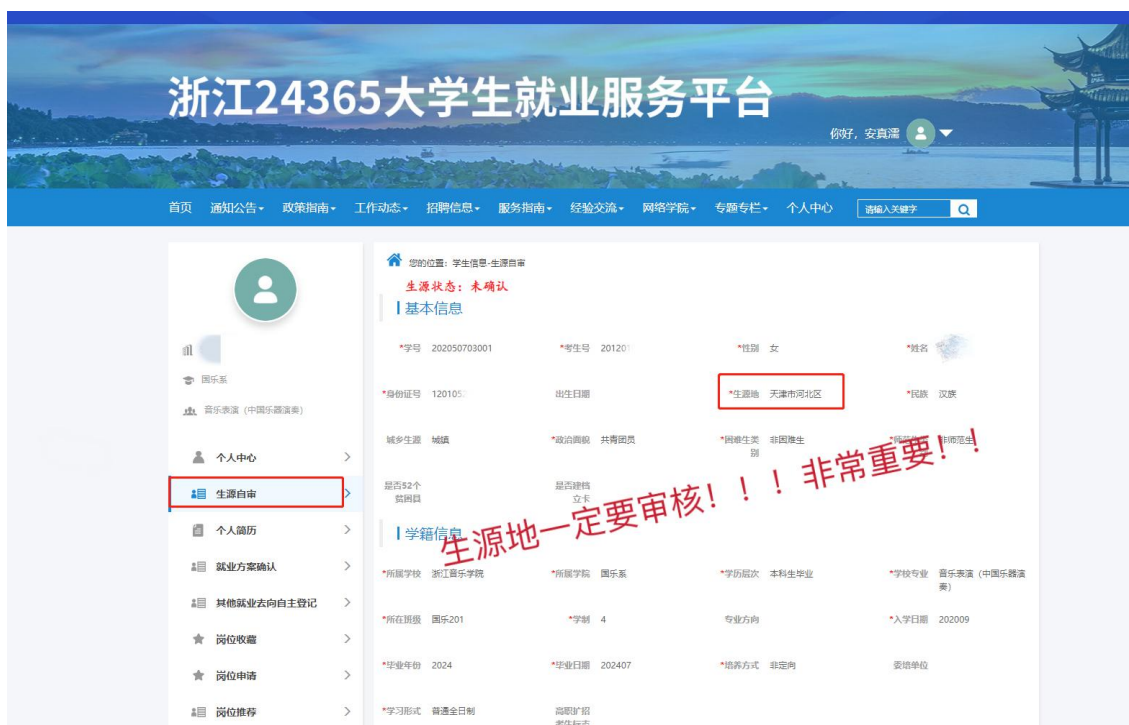 浙江24365大学生就业服务平台
你好，安真濡
首页 通知公告 政策指南 工作动态 招聘信息 服务指南 经验交流 网络学院 专题专栏 个人中心 请输入关键字
您的位置：学生信息-生源自审
生源状态：未确认
基本信息
*学号 202050703001 *考生号 201201 *性别 女 *姓名
国乐系
*身份证号 120105 出生日期 *生源地 天津市河北区 *民族 汉族
音乐表演（中国乐器演奏）
城乡生源 城镇 *政治面貌 共青团员 *困难生类别 非困难生 非师范生
个人中心
是否52个贫困县 是否建档立卡
生源自审
生源地一定要审核！！！非常重要！！
个人简历
学籍信息
就业方案确认
*所属学校 浙江音乐学院 *所属学院 国乐系 *学历层次 本科生毕业 *学校专业 音乐表演（中国乐器演奏）
其他就业去向自主登记
*所在班级 国乐201 *学制 4 专业方向 *入学日期 202009
岗位收藏
*毕业年份 2024 *毕业日期 202407 *培养方式 非定向 委培单位
岗位申请
岗位推荐
*学习形式 普通全日制 高职扩招考生标志